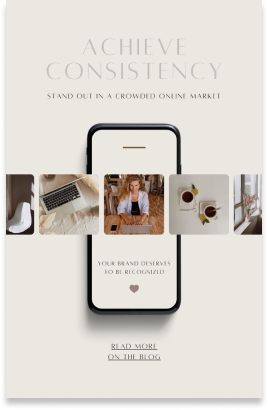 ACHIEVE
CONSISTENCY
STAND OUT IN A CROWDED ONLINE MARKET
YOUR BRAND DESERVES
TO BE RECOGNIZED
READ MORE
ON THE BLOG